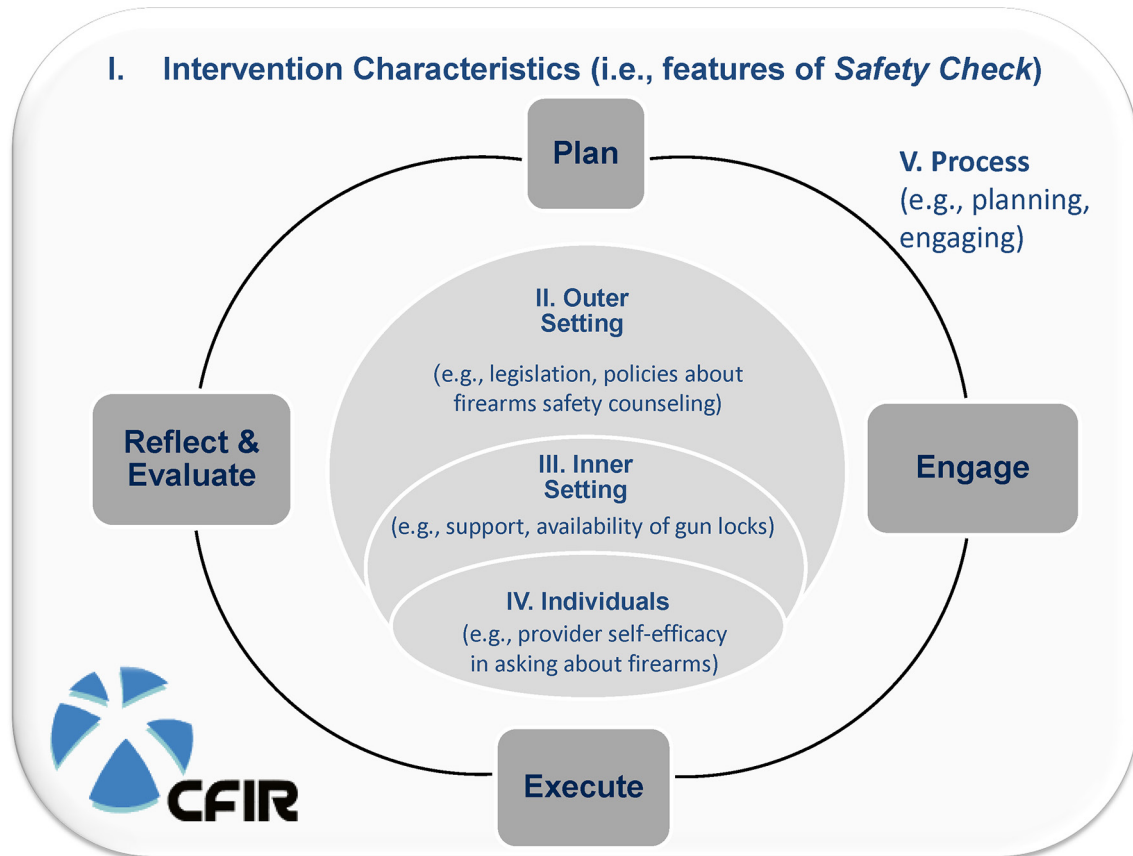 I. Intervention Characteristics (i.e., features of Safety Check)
Plan
V. Process
(e.g., planning,
engaging)
II. Outer
Setting
(e.g., legislation, policies about
firearms safety counseling)
Reflect &
Evaluate
Engage
III. Inner
Setting
(e.g., support, availability of gun locks)
IV. Individuals
(e.g., provider self-efficacy
in asking about firearms)
Execute
CFIR